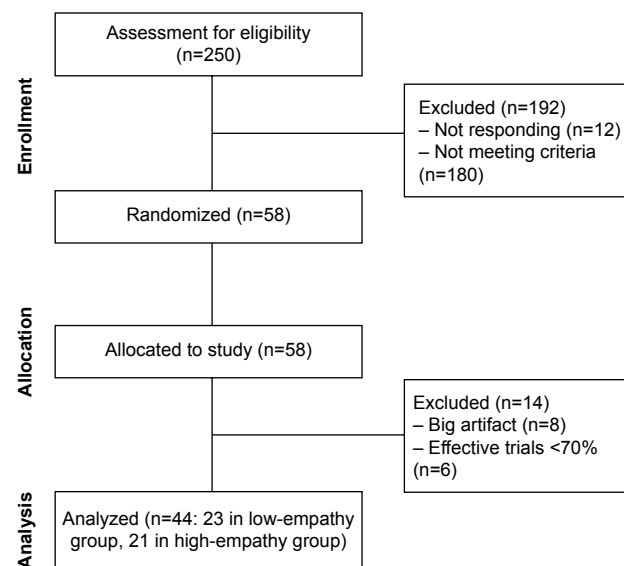 Assessment for eligibility
(n=250)
Enrollment
Excluded (n=192)
– Not responding (n=12)
– Not meeting criteria
(n=180)
Randomized (n=58)
Allocation
Allocated to study (n=58)
Excluded (n=14)
– Big artifact (n=8)
– Effective trials <70%
(n=6)
Analysis
Analyzed (n=44: 23 in low-empathy
group, 21 in high-empathy group)